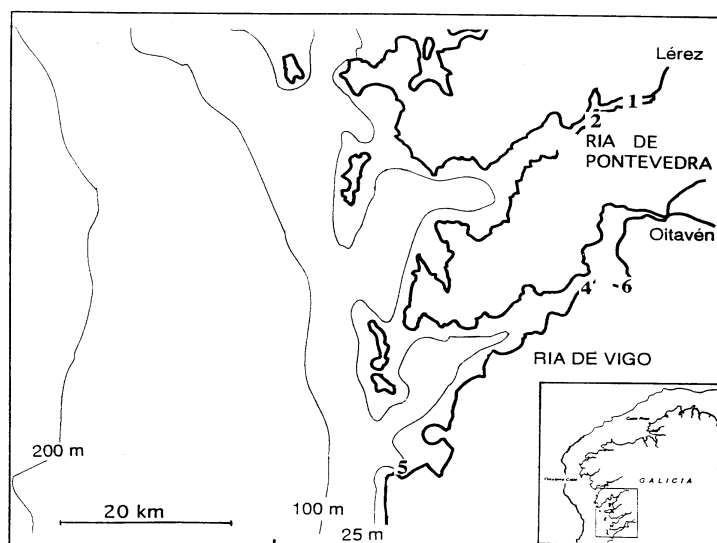 Lérez
1
2
RIA DE
PONTEVEDRA
Oitavén
4
6
RIA DE VIGO
200 m
5
GALICIA
20 km
100 m
25 m